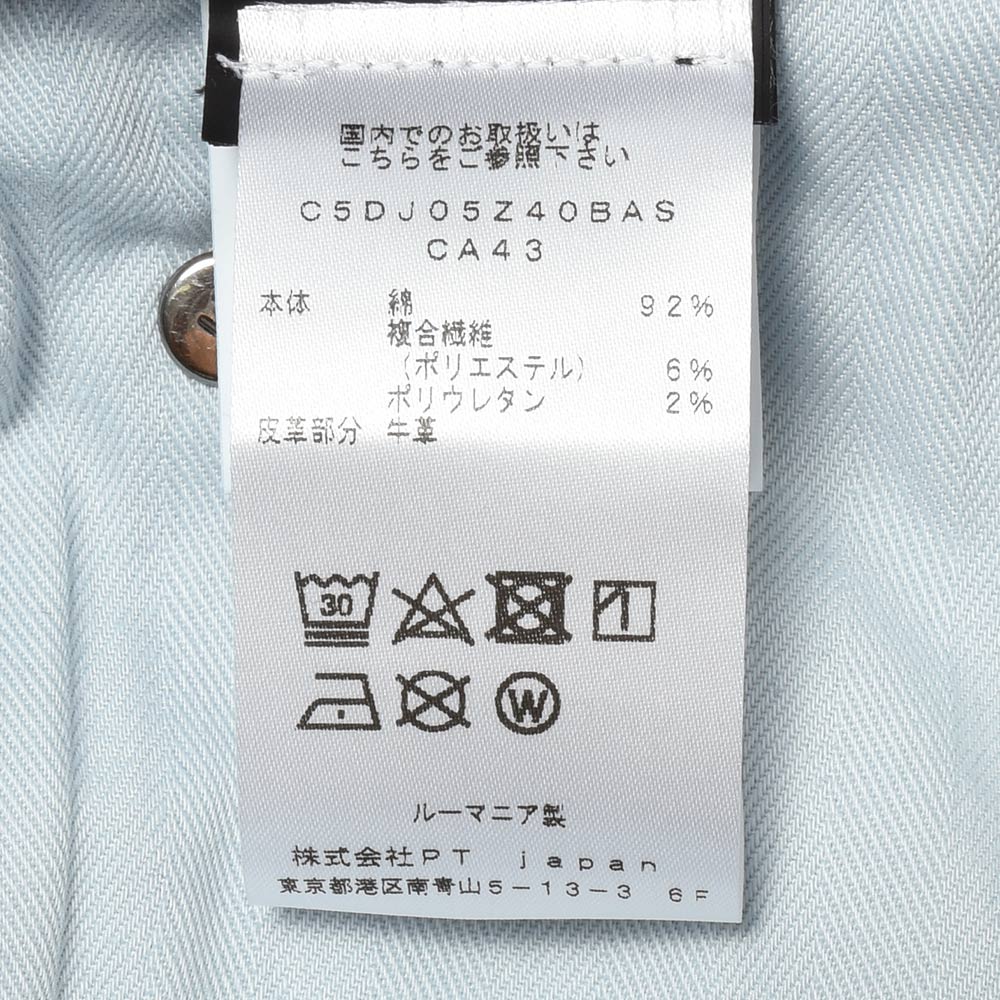 国内でのお取扱いは
こちらをご参照下さい
C5DJ05Z40BAS
CA43
本体 綿 92%
複合繊維
(ポリエステル) 6%
ポリウレタン 2%
皮革部分 牛革
30
W
ルーマニア製
株式会社PT japan
東京都港区南青山5-13-3 6F